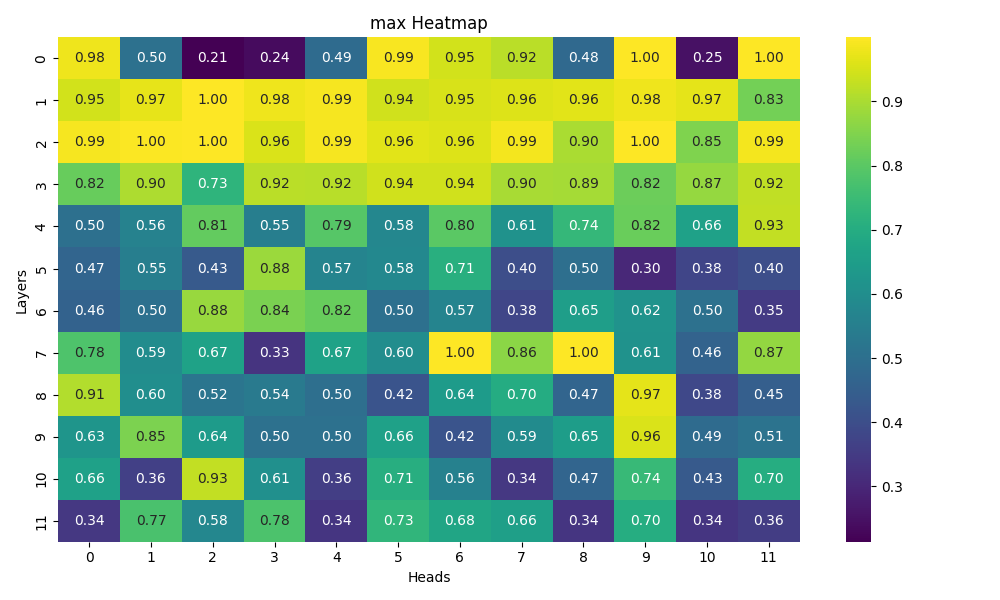 max Heatmap
0 0.98 0.50 0.21 0.24 0.49 0.99 0.95 0.92 0.48 1.00 0.25 1.00
1 0.95 0.97 1.00 0.98 0.99 0.94 0.95 0.96 0.96 0.98 0.97 0.83
2 0.99 1.00 1.00 0.96 0.99 0.96 0.96 0.99 0.90 1.00 0.85 0.99
3 0.82 0.90 0.73 0.92 0.92 0.94 0.94 0.90 0.89 0.82 0.87 0.92
4 0.50 0.56 0.81 0.55 0.79 0.58 0.80 0.61 0.74 0.82 0.66 0.93
5 0.47 0.55 0.43 0.88 0.57 0.58 0.71 0.40 0.50 0.30 0.38 0.40
6 0.46 0.50 0.88 0.84 0.82 0.50 0.57 0.38 0.65 0.62 0.50 0.35
7 0.78 0.59 0.67 0.33 0.67 0.60 1.00 0.86 1.00 0.61 0.46 0.87
8 0.91 0.60 0.52 0.54 0.50 0.42 0.64 0.70 0.47 0.97 0.38 0.45
9 0.63 0.85 0.64 0.50 0.50 0.66 0.42 0.59 0.65 0.96 0.49 0.51
10 0.66 0.36 0.93 0.61 0.36 0.71 0.56 0.34 0.47 0.74 0.43 0.70
11 0.34 0.77 0.58 0.78 0.34 0.73 0.68 0.66 0.34 0.70 0.34 0.36
0 1 2 3 4 5 6 7 8 9 10 11
Heads
Layers
0.9
0.8
0.7
0.6
0.5
0.4
0.3